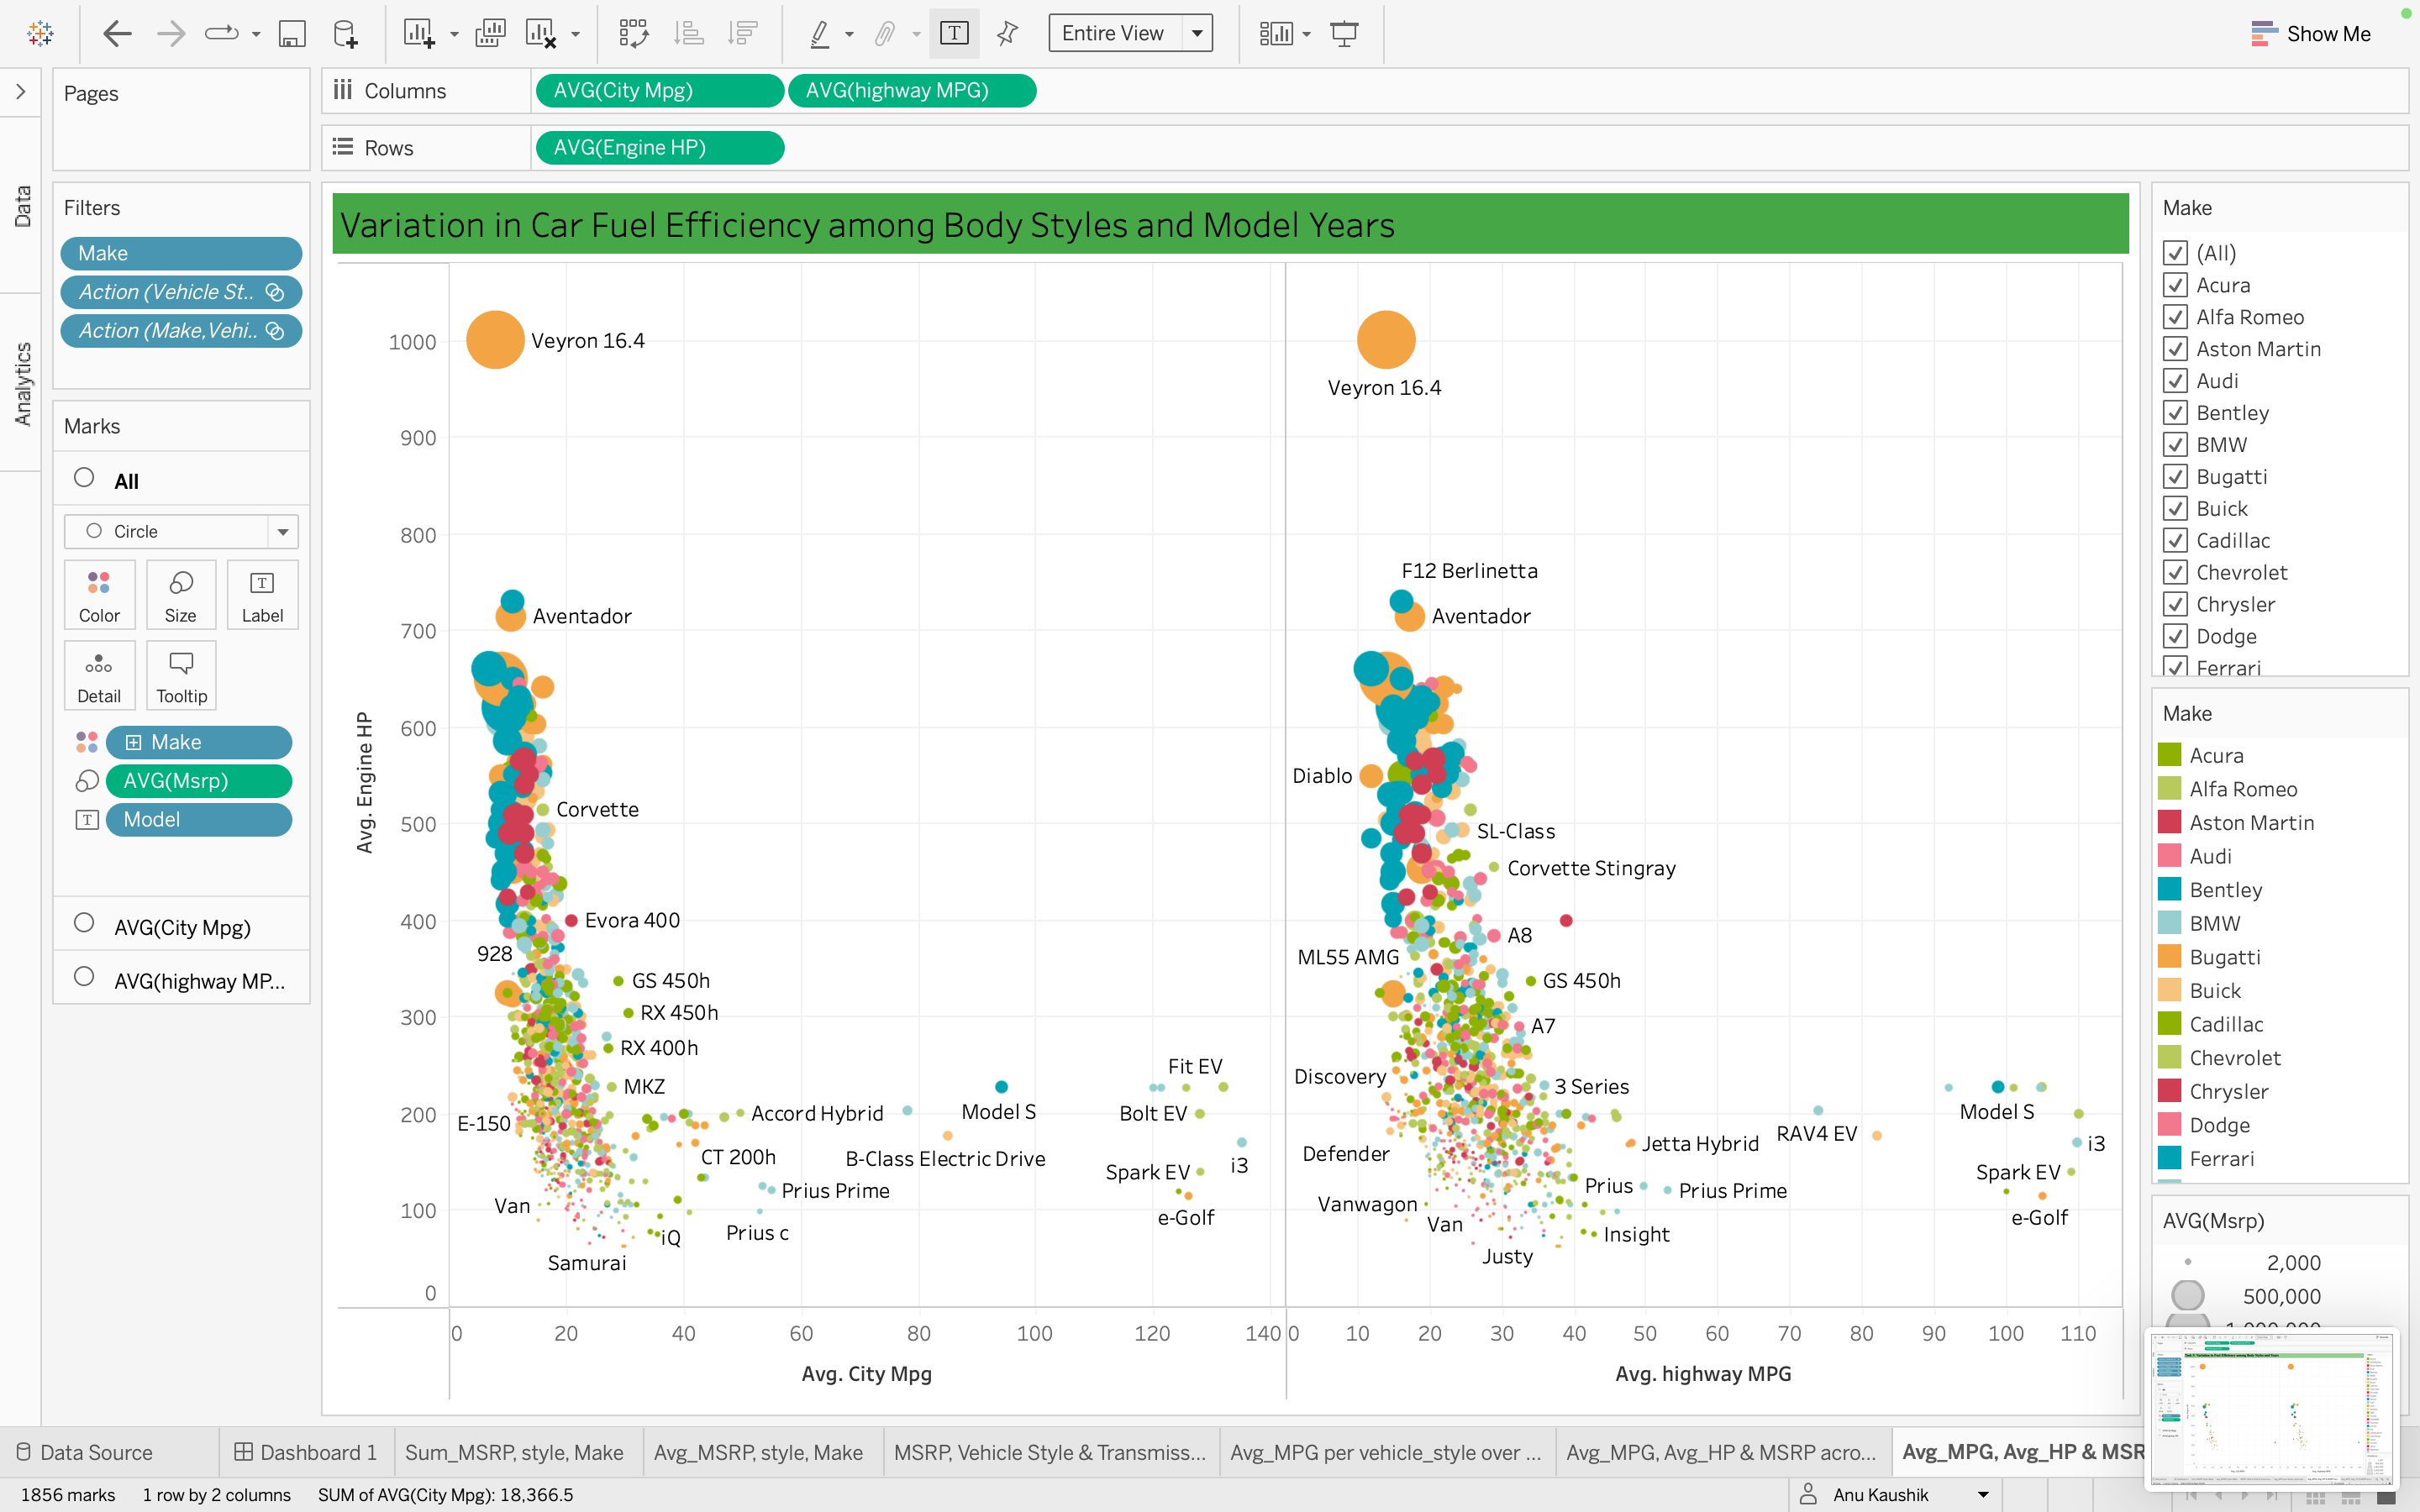 Entire View
Show Me
Pages
Columns
AVG(City Mpg)
AVG(highway MPG)
Rows
AVG(Engine HP)
Data
Analytics
Filters
Make
Action (Vehicle St..
Action (Make,Vehi..
Marks
All
Circle
Color
Size
Label
Detail
Tooltip
Make
AVG(Msrp)
Model
AVG(City Mpg)
AVG(highway MP...
Variation in Car Fuel Efficiency among Body Styles and Model Years
Avg. Engine HP
1000
900
800
700
600
500
400
300
200
100
0
Veyron 16.4
Aventador
Corvette
Evora 400
928
GS 450h
RX 450h
RX 400h
MKZ
E-150
Accord Hybrid
Model S
Fit EV
Bolt EV
CT 200h
B-Class Electric Drive
Spark EV
i3
Prius Prime
Van
e-Golf
Prius c
iQ
Samurai
0 20 40 60 80 100 120 140
Avg. City Mpg
Veyron 16.4
F12 Berlinetta
Aventador
Diablo
SL-Class
Corvette Stingray
A8
ML55 AMG
GS 450h
A7
Discovery
3 Series
Model S
RAV4 EV
Jetta Hybrid
i3
Defender
Spark EV
Prius
Prius Prime
Vanwagon
Van
e-Golf
Insight
Justy
0 10 20 30 40 50 60 70 80 90 100 110
Avg. highway MPG
Make
(All)
Acura
Alfa Romeo
Aston Martin
Audi
Bentley
BMW
Bugatti
Buick
Cadillac
Chevrolet
Chrysler
Dodge
Ferrari
Make
Acura
Alfa Romeo
Aston Martin
Audi
Bentley
BMW
Bugatti
Buick
Cadillac
Chevrolet
Chrysler
Dodge
Ferrari
AVG(Msrp)
2,000
500,000
1,000,000
Data Source
Dashboard 1
Sum_MSRP, style, Make
Avg_MSRP, style, Make
MSRP, Vehicle Style & Transmiss...
Avg_MPG per vehicle_style over ...
Avg_MPG, Avg_HP & MSRP acro...
Avg_MPG, Avg_HP & MSR
1856 marks
1 row by 2 columns
SUM of AVG(City Mpg): 18,366.5
Anu Kaushik